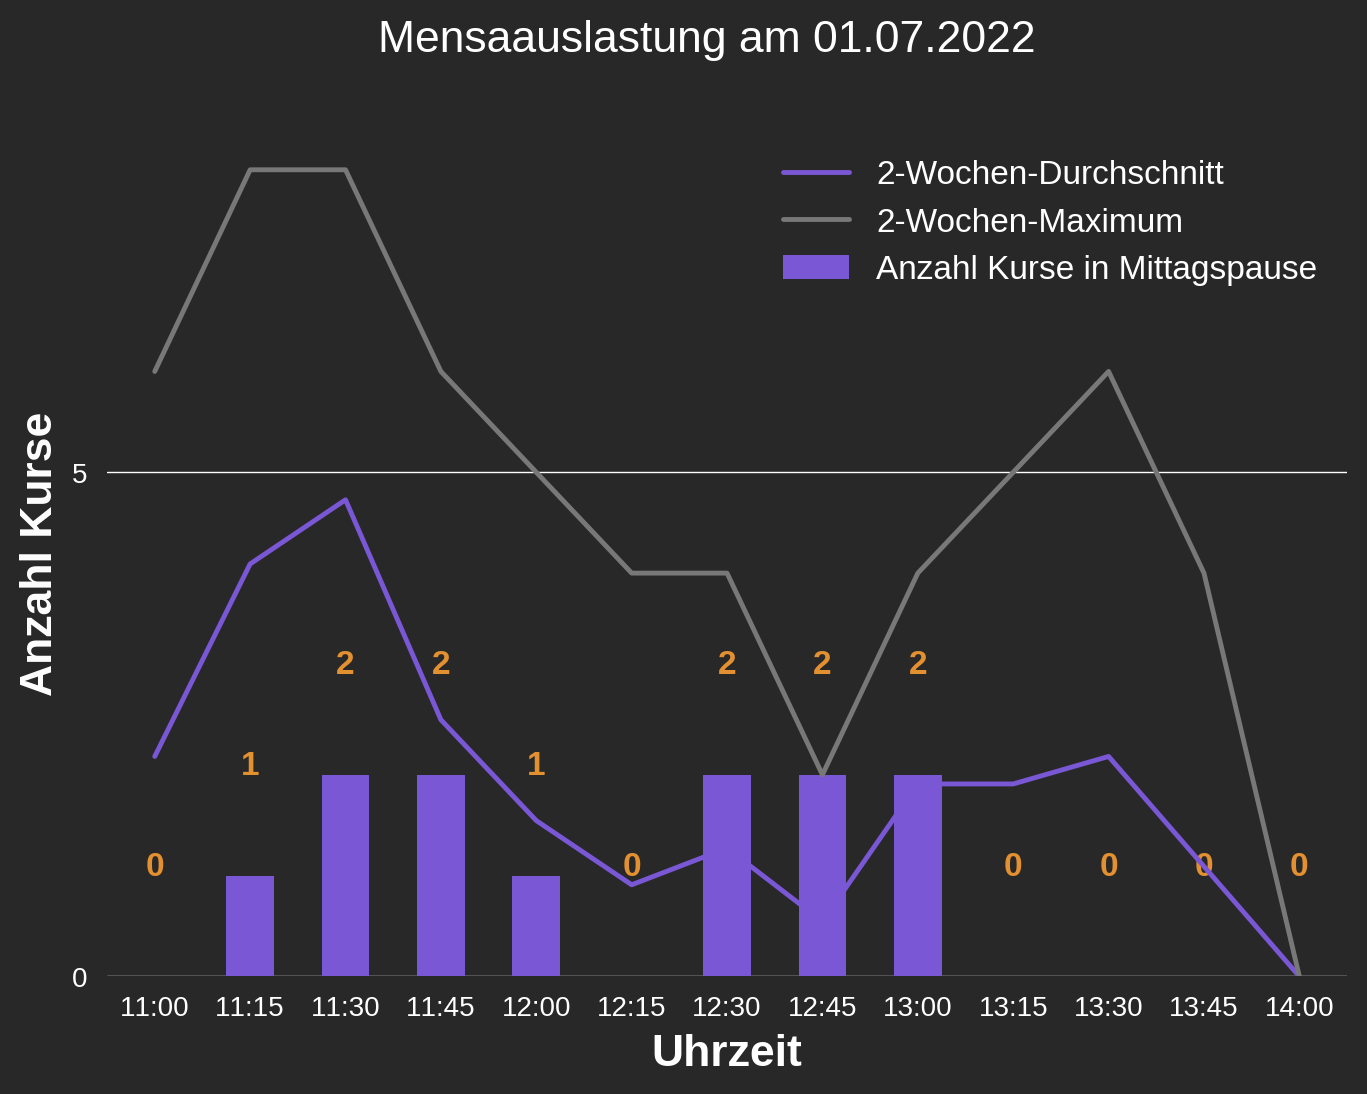 Mensaauslastung am 01.07.2022
2-Wochen-Durchschnitt
2-Wochen-Maximum
Anzahl Kurse in Mittagspause
Anzahl Kurse
5
2 2 2 2 2
1 1
0 0 0 0 0 0
0
11:00 11:15 11:30 11:45 12:00 12:15 12:30 12:45 13:00 13:15 13:30 13:45 14:00
Uhrzeit